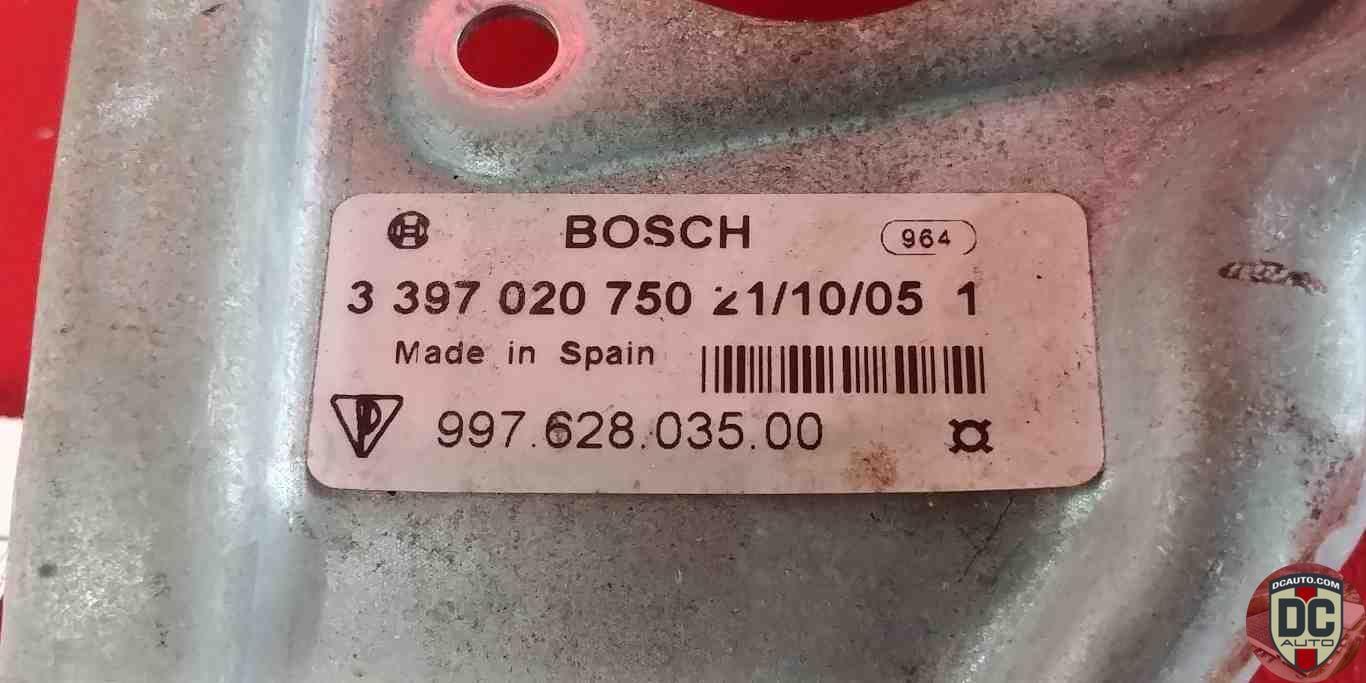 BOSCH 964
3 397 020 750 21/10/05 1
Made in Spain
997.628.035.00
DCAUTO.COM
DC
AUTO